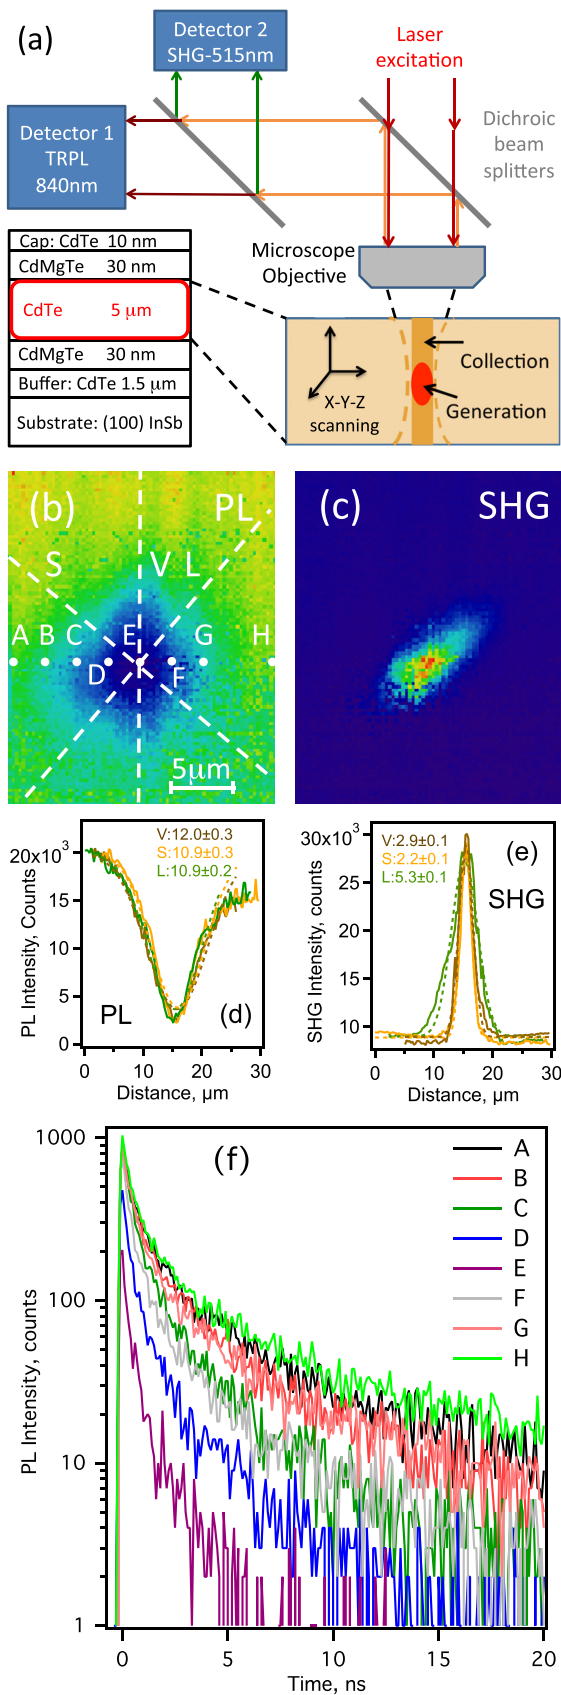 (a)
Detector 2
SHG-515nm
Laser
excitation
Detector 1
TRPL
840nm
Dichroic
beam
splitters
Microscope
Objective
Cap: CdTe 10 nm
CdMgTe 30 nm
CdTe 5 μm
CdMgTe 30 nm
Buffer: CdTe 1.5 μm
Substrate: (100) InSb
X-Y-Z
scanning
Collection
Generation
(b) PL
S V L
A B C D E F G H
5μm
(c) SHG
20x10³
15
10
5
0
PL Intensity, Counts
V:12.0±0.3
S:10.9±0.3
L:10.9±0.2
PL
(d)
0 10 20 30
Distance, μm
30x10³
25
20
15
10
SHG Intensity, Counts
V:2.9±0.1
S:2.2±0.1
L:5.3±0.1
(e)
SHG
0 10 20 30
Distance, μm
(f)
1000
100
10
1
PL Intensity, counts
A
B
C
D
E
F
G
H
0 5 10 15 20
Time, ns